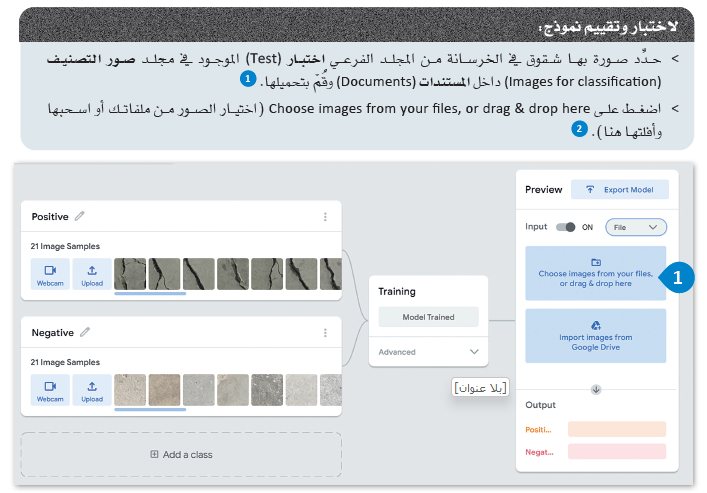 لاختبار وتقييم نموذج:
> حدِّد صورة بها شقوق في الخرسانة من المجلد الفرعي اختبار (Test) الموجود في مجلد صور التصنيف
(Images for classification) داخل المستندات (Documents) وقُمّ بتحميلها. 1
> اضغط على Choose images from your files, or drag & drop here (اختيار الصور من ملفاتك أو اسحبها
وأفلتها هنا). 2
Positive
21 Image Samples
Webcam
Upload
Negative
21 Image Samples
Webcam
Upload
Add a class
Training
Model Trained
Advanced
[بلا عنوان]
Preview
Export Model
Input
ON
File
Choose images from your files,
or drag & drop here
1
Import images from
Google Drive
Output
Positi...
Negat...